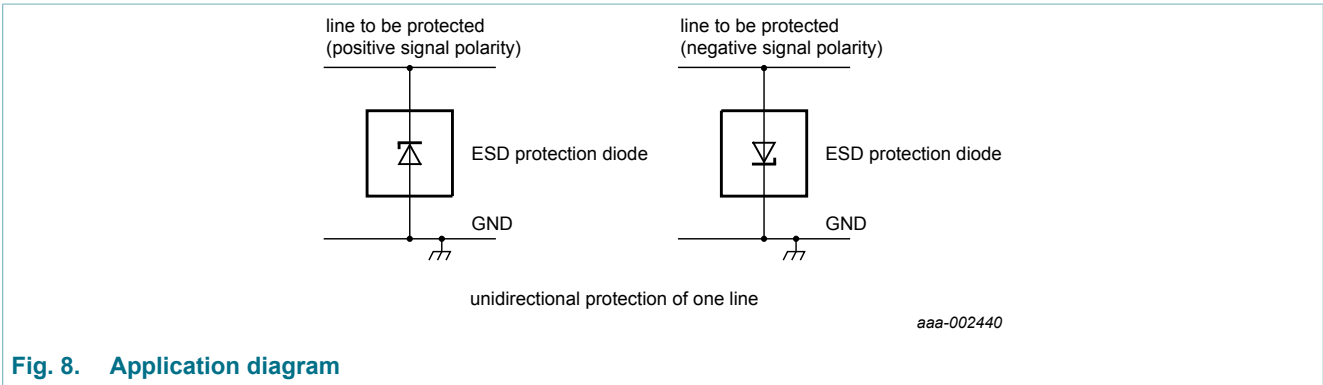 line to be protected
(positive signal polarity)
ESD protection diode
GND
line to be protected
(negative signal polarity)
ESD protection diode
GND
unidirectional protection of one line
aaa-002440
Fig. 8. Application diagram